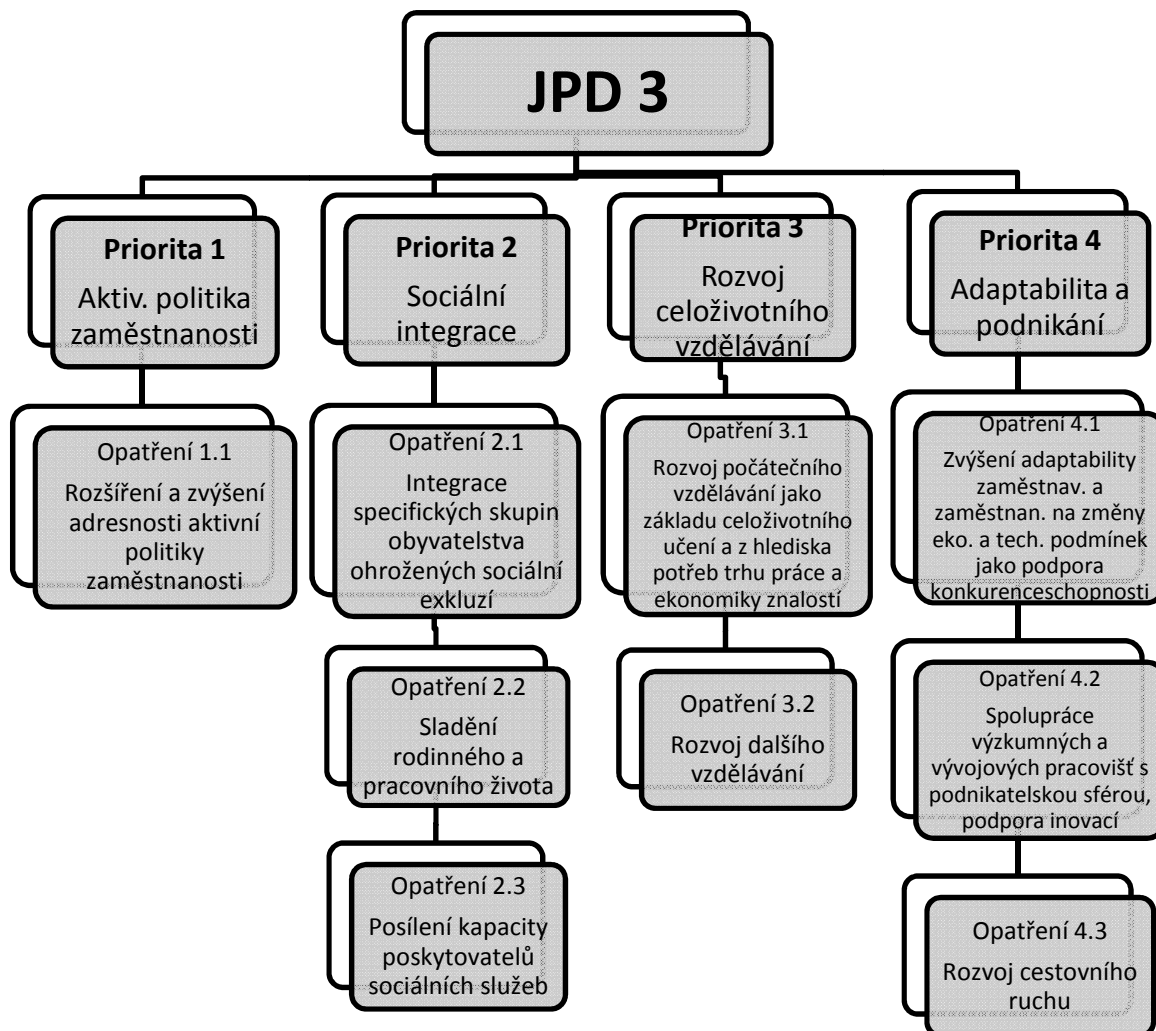 JPD 3
Priorita 1
Aktiv. politika
zaměstnanosti
Opatření 1.1
Rozšíření a zvýšení
adresnosti aktivní
politiky
zaměstnanosti
Priorita 2
Sociální
integrace
Opatření 2.1
Integrace
specifických skupin
obyvatelstva
ohrožených sociální
exkluzí
Opatření 2.2
Sladění
rodinného a
pracovního života
Opatření 2.3
Posílení kapacity
poskytovatelů
sociálních služeb
Priorita 3
Rozvoj
celoživotního
vzdělávání
Opatření 3.1
Rozvoj počátečního
vzdělávání jako
základu celoživotního
učení a z hlediska
potřeb trhu práce a
ekonomiky znalostí
Opatření 3.2
Rozvoj dalšího
vzdělávání
Priorita 4
Adaptabilita a
podnikání
Opatření 4.1
Zvýšení adaptability
zaměstnav. a
zaměstnan. na změny
eko. a tech. podmínek
jako podpora
konkurenceschopnosti
Opatření 4.2
Spolupráce
výzkumných a
vývojových pracovišť s
podnikatelskou sférou,
podpora inovací
Opatření 4.3
Rozvoj cestovního
ruchu